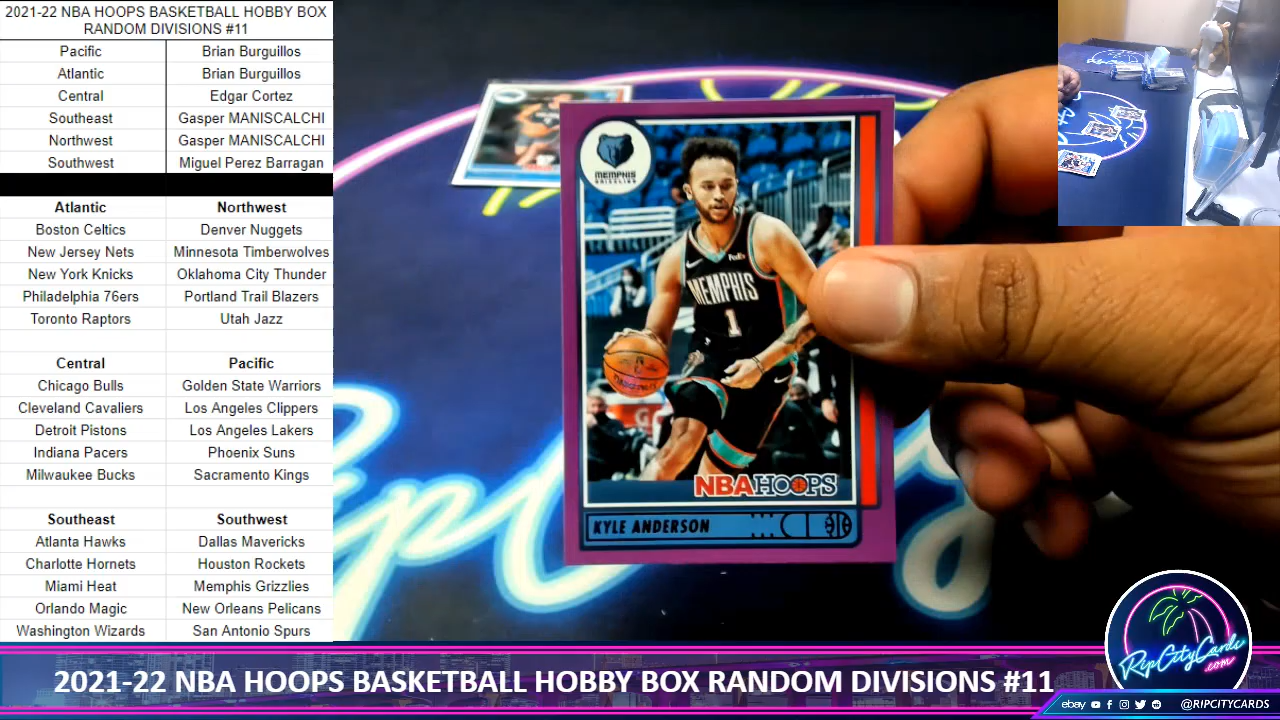 2021-22 NBA HOOPS BASKETBALL HOBBY BOX
RANDOM DIVISIONS #11
Pacific Brian Burguillos
Atlantic Brian Burguillos
Central Edgar Cortez
Southeast Gasper MANISCALCHI
Northwest Gasper MANISCALCHI
Southwest Miguel Perez Barragan
Atlantic Northwest
Boston Celtics Denver Nuggets
New Jersey Nets Minnesota Timberwolves
New York Knicks Oklahoma City Thunder
Philadelphia 76ers Portland Trail Blazers
Toronto Raptors Utah Jazz
Central Pacific
Chicago Bulls Golden State Warriors
Cleveland Cavaliers Los Angeles Clippers
Detroit Pistons Los Angeles Lakers
Indiana Pacers Phoenix Suns
Milwaukee Bucks Sacramento Kings
Southeast Southwest
Atlanta Hawks Dallas Mavericks
Charlotte Hornets Houston Rockets
Miami Heat Memphis Grizzlies
Orlando Magic New Orleans Pelicans
Washington Wizards San Antonio Spurs
MEMPHIS
GRIZZLIES
FedEx
MEMPHIS
1
NBA HOOPS
KYLE ANDERSON
RipCityCards
.com
2021-22 NBA HOOPS BASKETBALL HOBBY BOX RANDOM DIVISIONS #11
ebay @RIPCITYCARDS